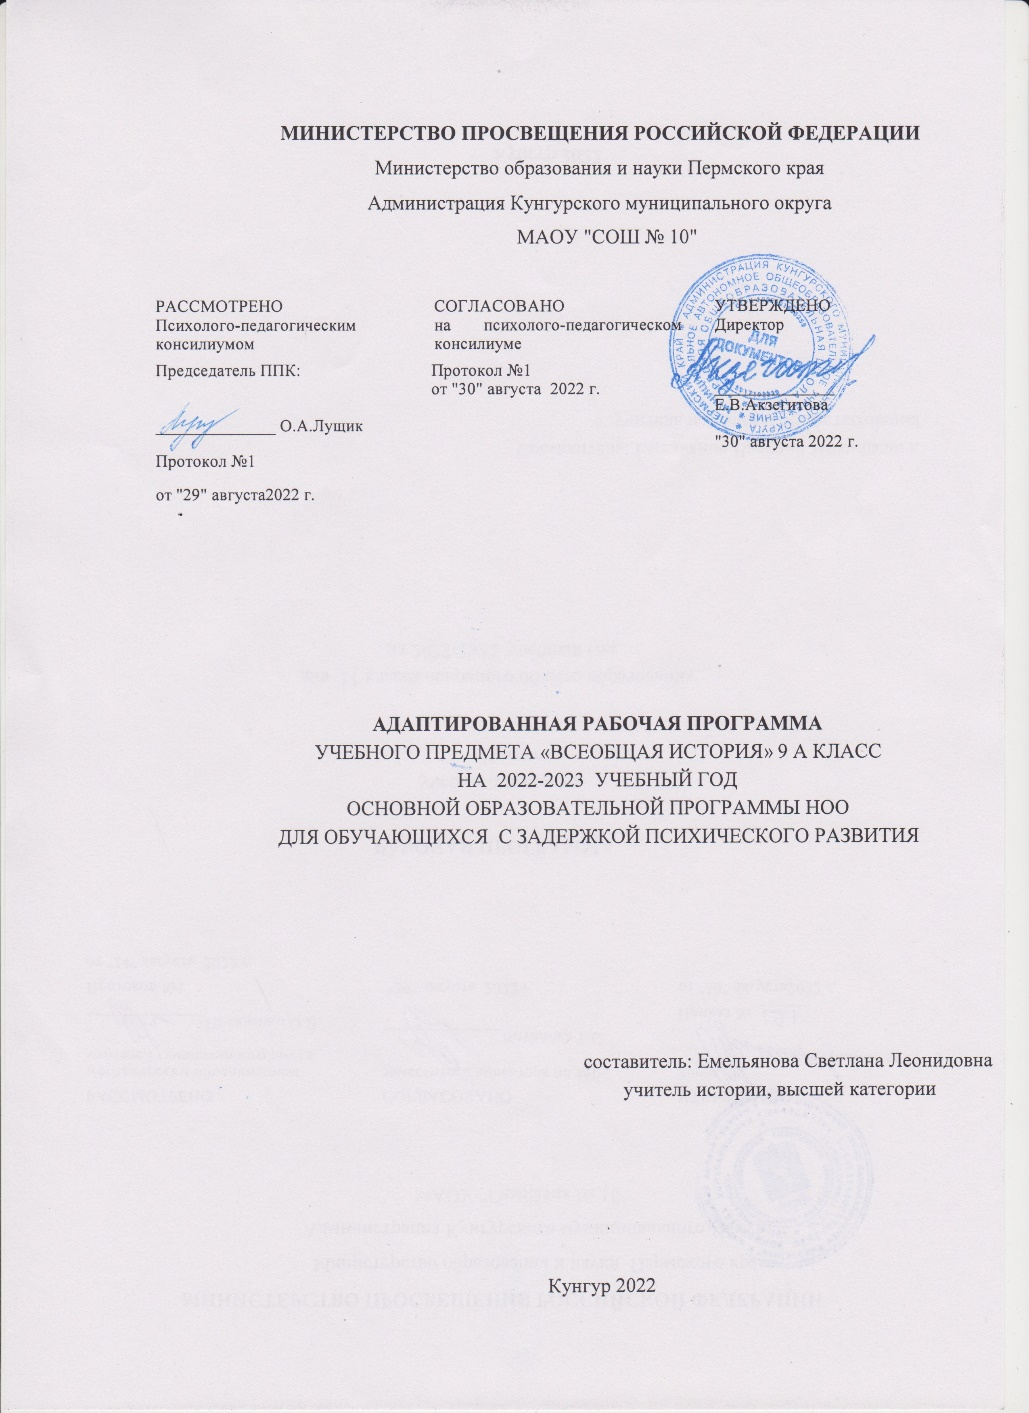 МИНИСТЕРСТВО ПРОСВЕЩЕНИЯ РОССИЙСКОЙ ФЕДЕРАЦИИ
Министерство образования и науки Пермского края
Администрация Кунгурского муниципального округа
МАОУ "СОШ № 10"
РАССМОТРЕНО
Психолого-педагогическим
консилиумом
Председатель ППК:
______________ О.А.Лущик
Протокол №1
от "29" августа2022 г.
СОГЛАСОВАНО
на психолого-педагогическом
консилиуме
Протокол №1
от "30" августа 2022 г.
УТВЕРЖДЕНО
Директор
Е.В.Акзегитова
"30" августа 2022 г.
ДЛЯ
ДОКУМЕНТОВ
АДАПТИРОВАННАЯ РАБОЧАЯ ПРОГРАММА
УЧЕБНОГО ПРЕДМЕТА «ВСЕОБЩАЯ ИСТОРИЯ» 9 А КЛАСС
НА 2022-2023 УЧЕБНЫЙ ГОД
ОСНОВНОЙ ОБРАЗОВАТЕЛЬНОЙ ПРОГРАММЫ НОО
ДЛЯ ОБУЧАЮЩИХСЯ С ЗАДЕРЖКОЙ ПСИХИЧЕСКОГО РАЗВИТИЯ
составитель: Емельянова Светлана Леонидовна
учитель истории, высшей категории
Кунгур 2022